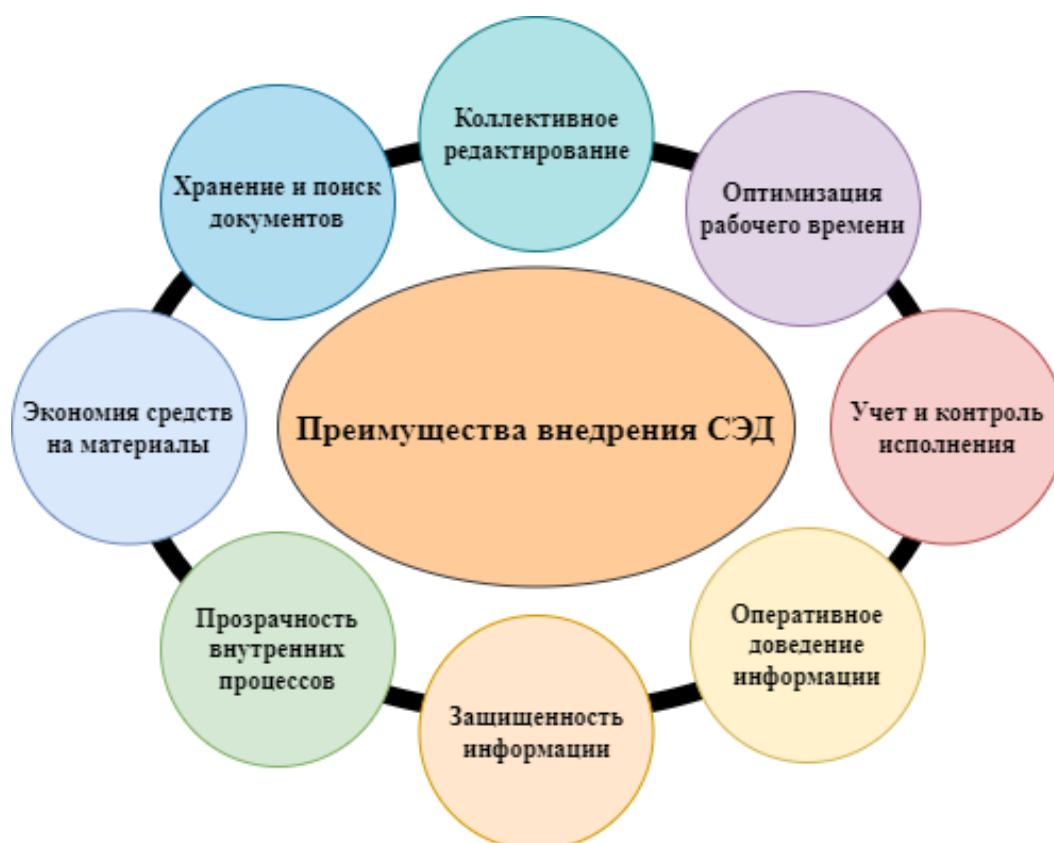 Коллективное
редактирование
Оптимизация
рабочего времени
Учет и контроль
исполнения
Оперативное
доведение
информации
Защищенность
информации
Прозрачность
внутренних
процессов
Экономия средств
на материалы
Хранение и поиск
документов
Преимущества внедрения СЭД